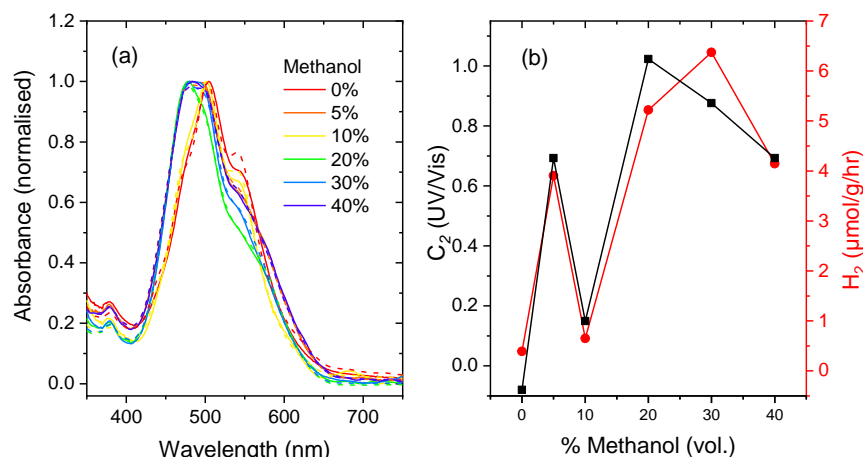 (a)
Methanol
0%
5%
10%
20%
30%
40%
1.2
1.0
0.8
0.6
0.4
0.2
0.0
Absorbance (normalised)
400 500 600 700
Wavelength (nm)
(b)
1.0
0.8
0.6
0.4
0.2
0.0
C₂ (UV/Vis)
7
6
5
4
3
2
1
0
H₂ (µmol/g/hr)
0 10 20 30 40
% Methanol (vol.)